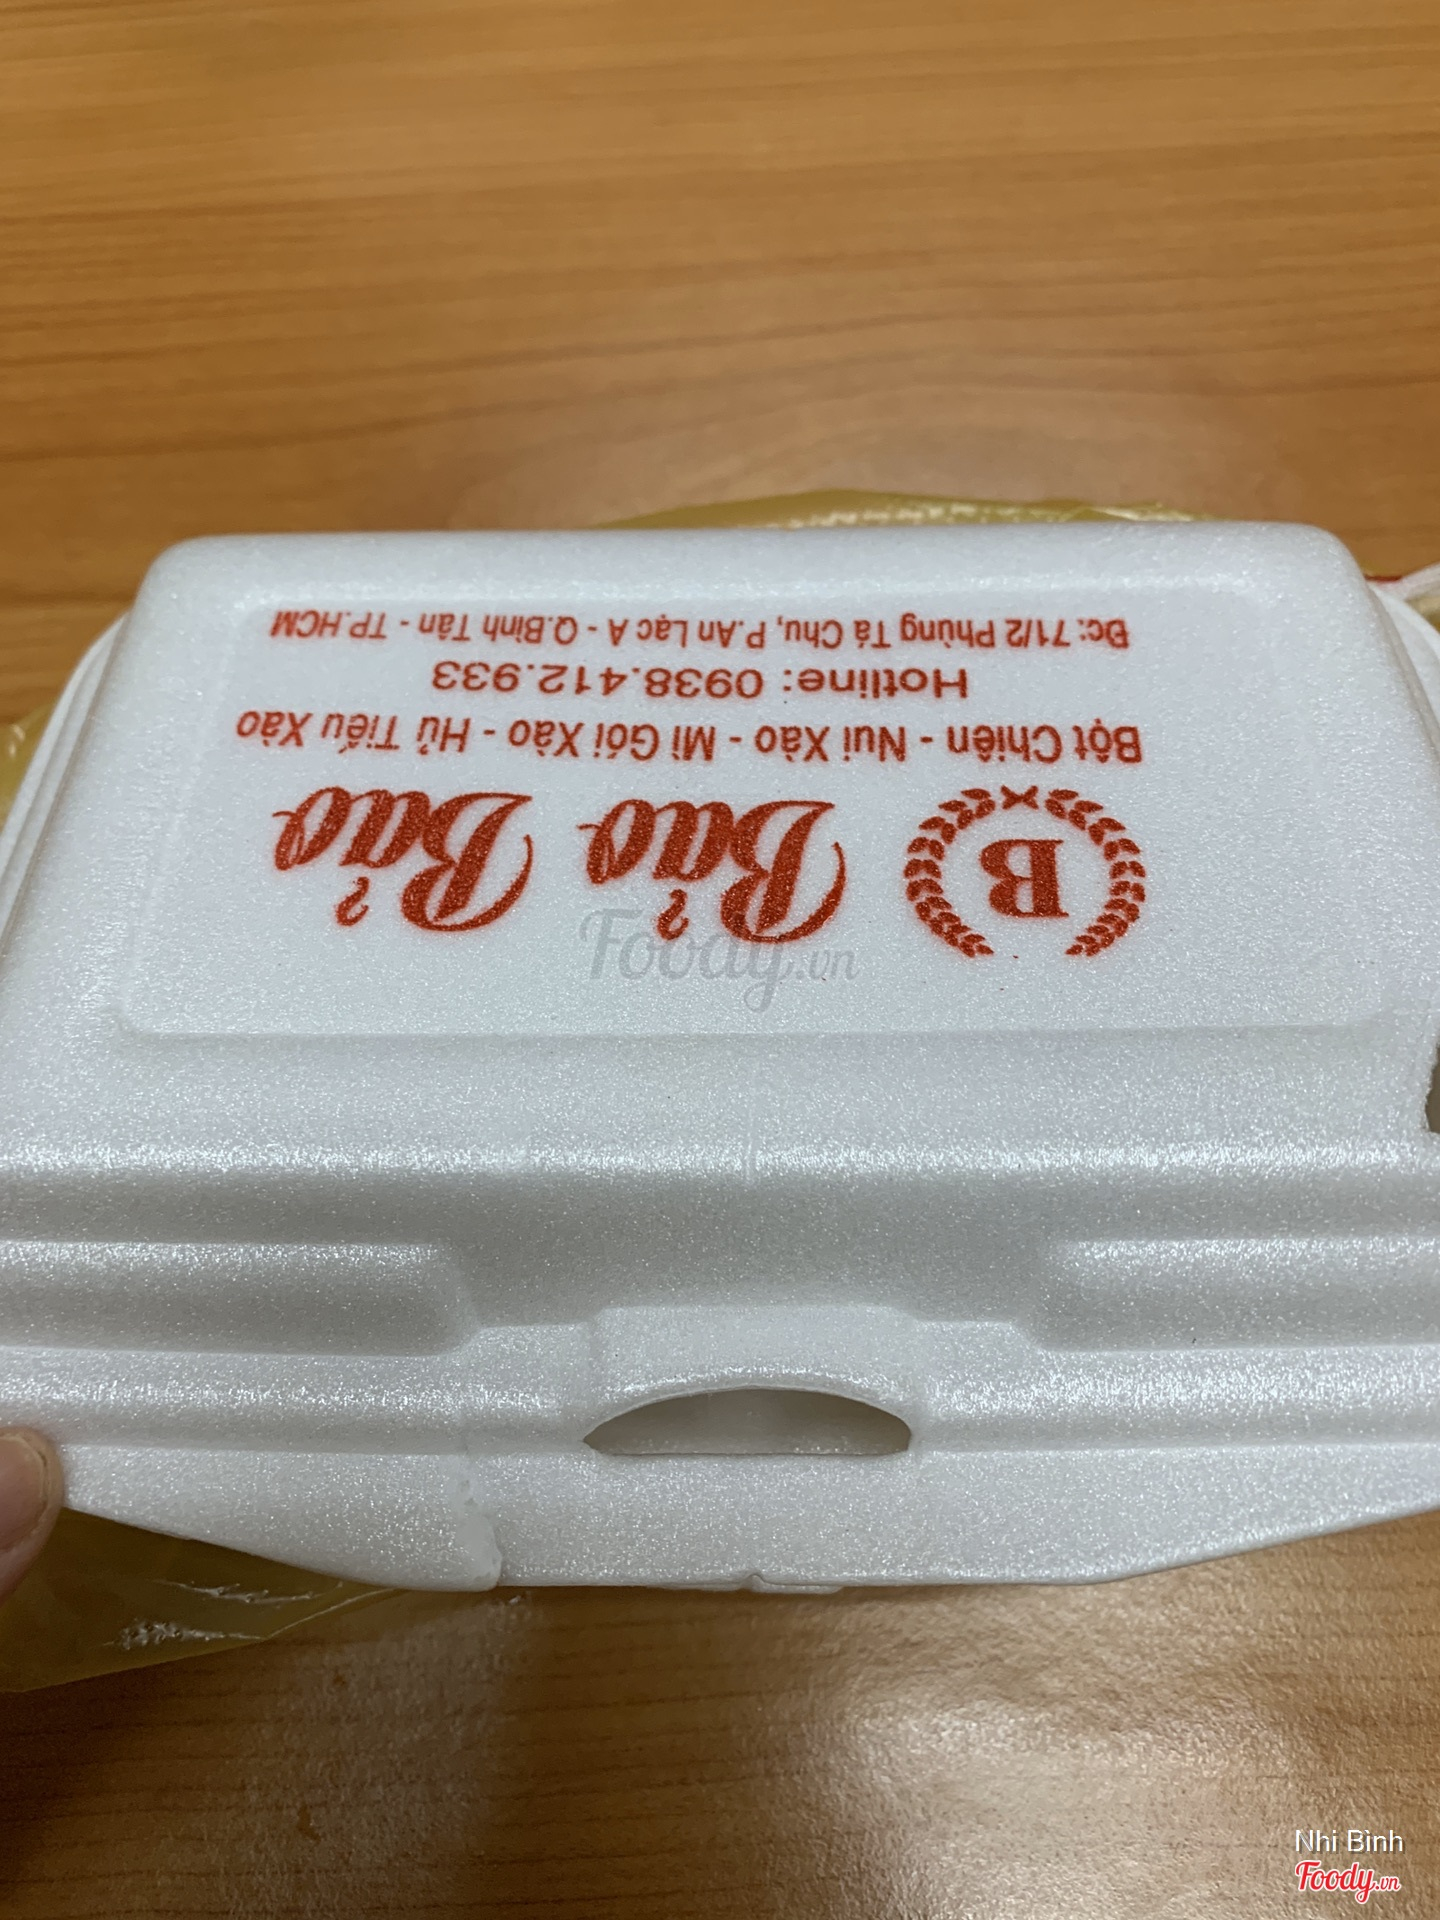 B
Bảo Bảo
Bột Chiên - Nui Xào - Mì Gói Xào - Hủ Tiếu Xào
Hotline: 0938.412.933
Đc: 71/2 Phùng Tá Chu, P.An Lạc A - Q.Bình Tân - TP.HCM
Foody.vn
Nhi Bình
Foody.vn